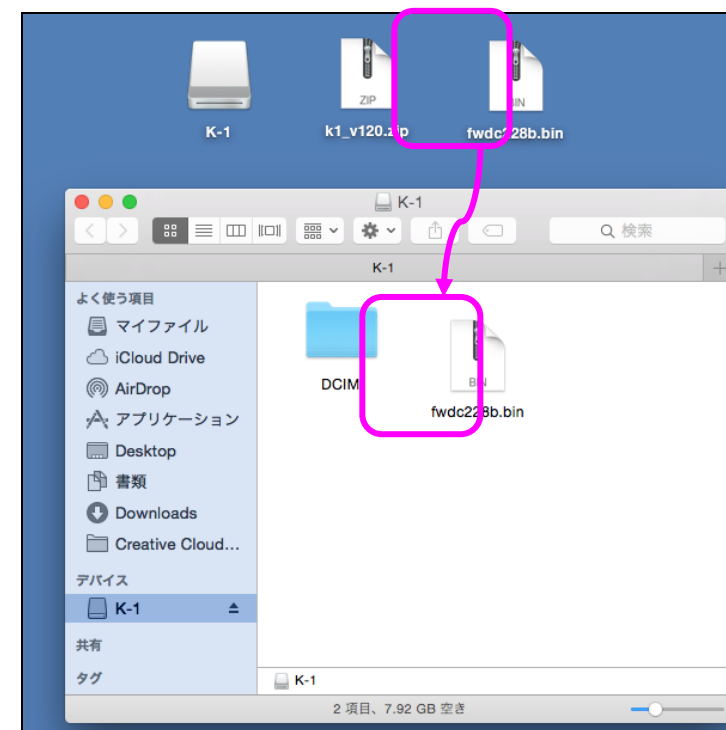 ZIP
BIN
K-1
k1_v120.zip
fwdc228b.bin
K-1
検索
K-1
よく使う項目
マイファイル
iCloud Drive
AirDrop
アプリケーション
Desktop
書類
Downloads
Creative Cloud...
デバイス
K-1
共有
タグ
DCIM
BIN
fwdc228b.bin
K-1
2 項目、7.92 GB 空き